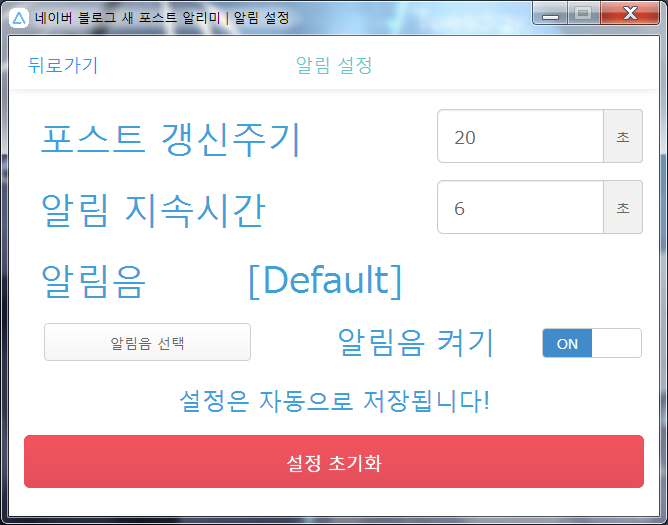 네이버 블로그 새 포스트 알리미 | 알림 설정
뒤로가기 알림 설정
포스트 갱신주기 20 초
알림 지속시간 6 초
알림음 [Default]
알림음 선택 알림음 켜기 ON
설정은 자동으로 저장됩니다!
설정 초기화